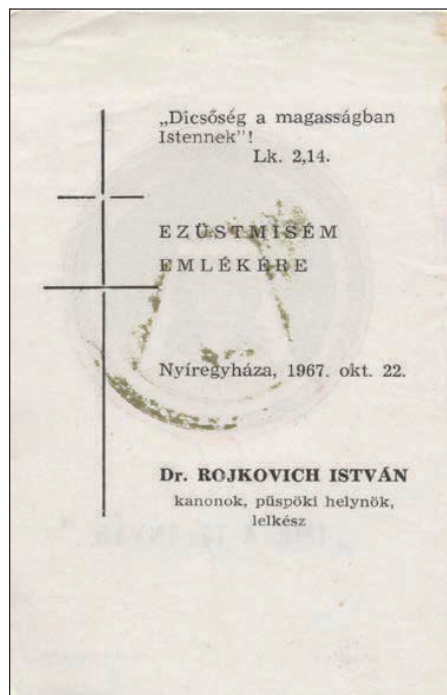 „Dicsőség a magasságban
Istennek"!
Lk. 2,14.
EZÜSTMISÉM
EMLÉKÉRE
Nyíregyháza, 1967. okt. 22.
Dr. ROJKOVICH ISTVÁN
kanonok, püspöki helynök,
lelkész